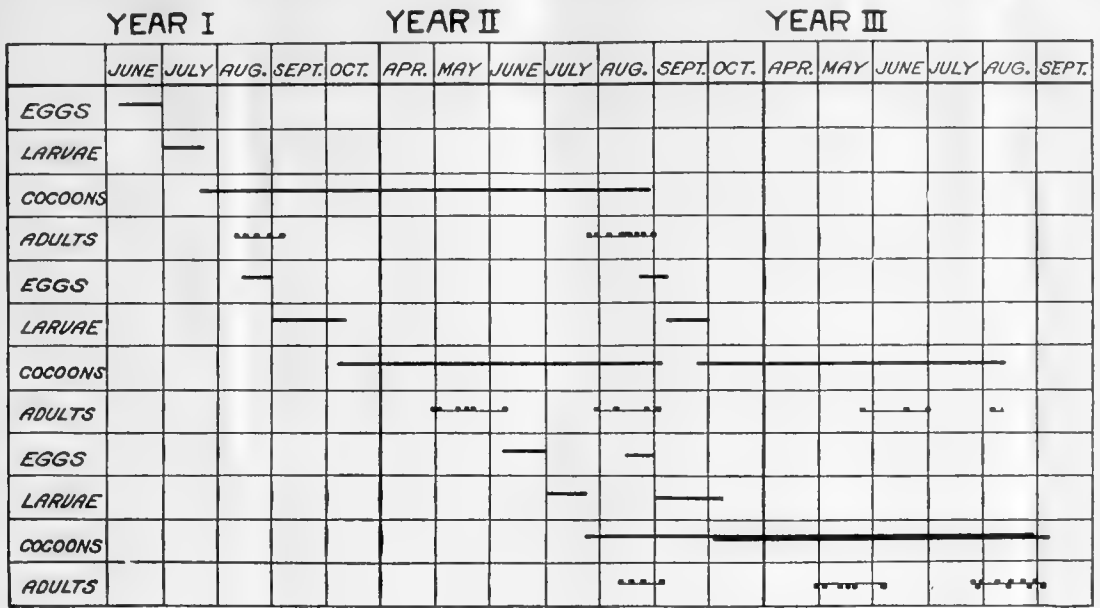 YEAR I YEAR II YEAR III
JUNE JULY AUG. SEPT. OCT. APR. MAY JUNE JULY AUG. SEPT. OCT. APR. MAY JUNE JULY AUG. SEPT.
EGGS
LARVAE
COCOONS
ADULTS
EGGS
LARVAE
COCOONS
ADULTS
EGGS
LARVAE
COCOONS
ADULTS